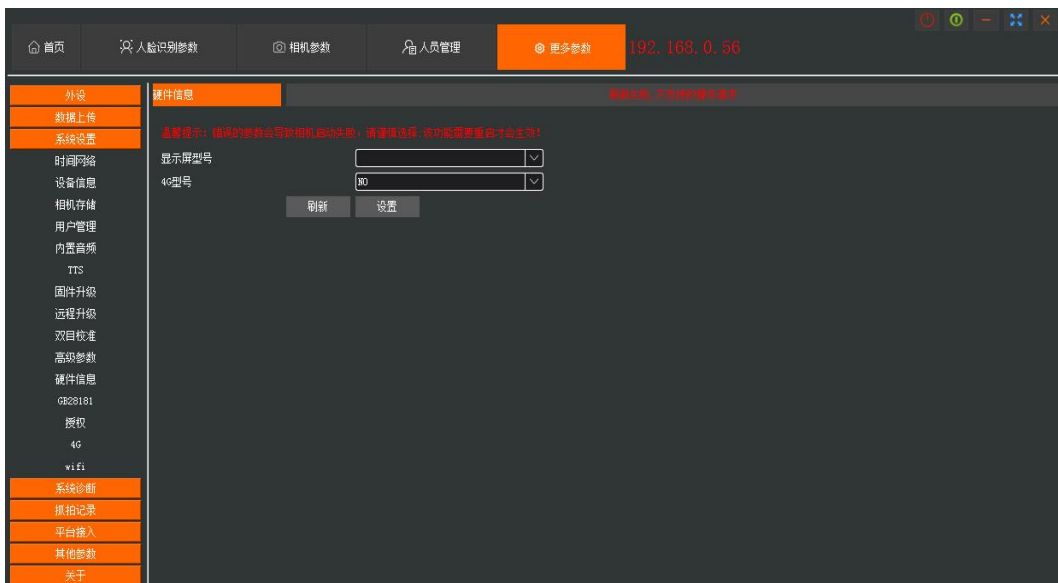 首页
人脸识别参数
相机参数
人员管理
更多参数
192.168.0.56
外设
数据上传
系统设置
时间网络
设备信息
相机存储
用户管理
内置音频
TTS
固件升级
远程升级
双目校准
高级参数
硬件信息
GB28181
授权
4G
wifi
系统诊断
抓拍记录
平台接入
其他参数
关于
硬件信息
温馨提示：错误的参数会导致相机启动失败，请谨慎选择.该功能需要重启才会生效！
显示屏型号
4G型号
NO
刷新
设置